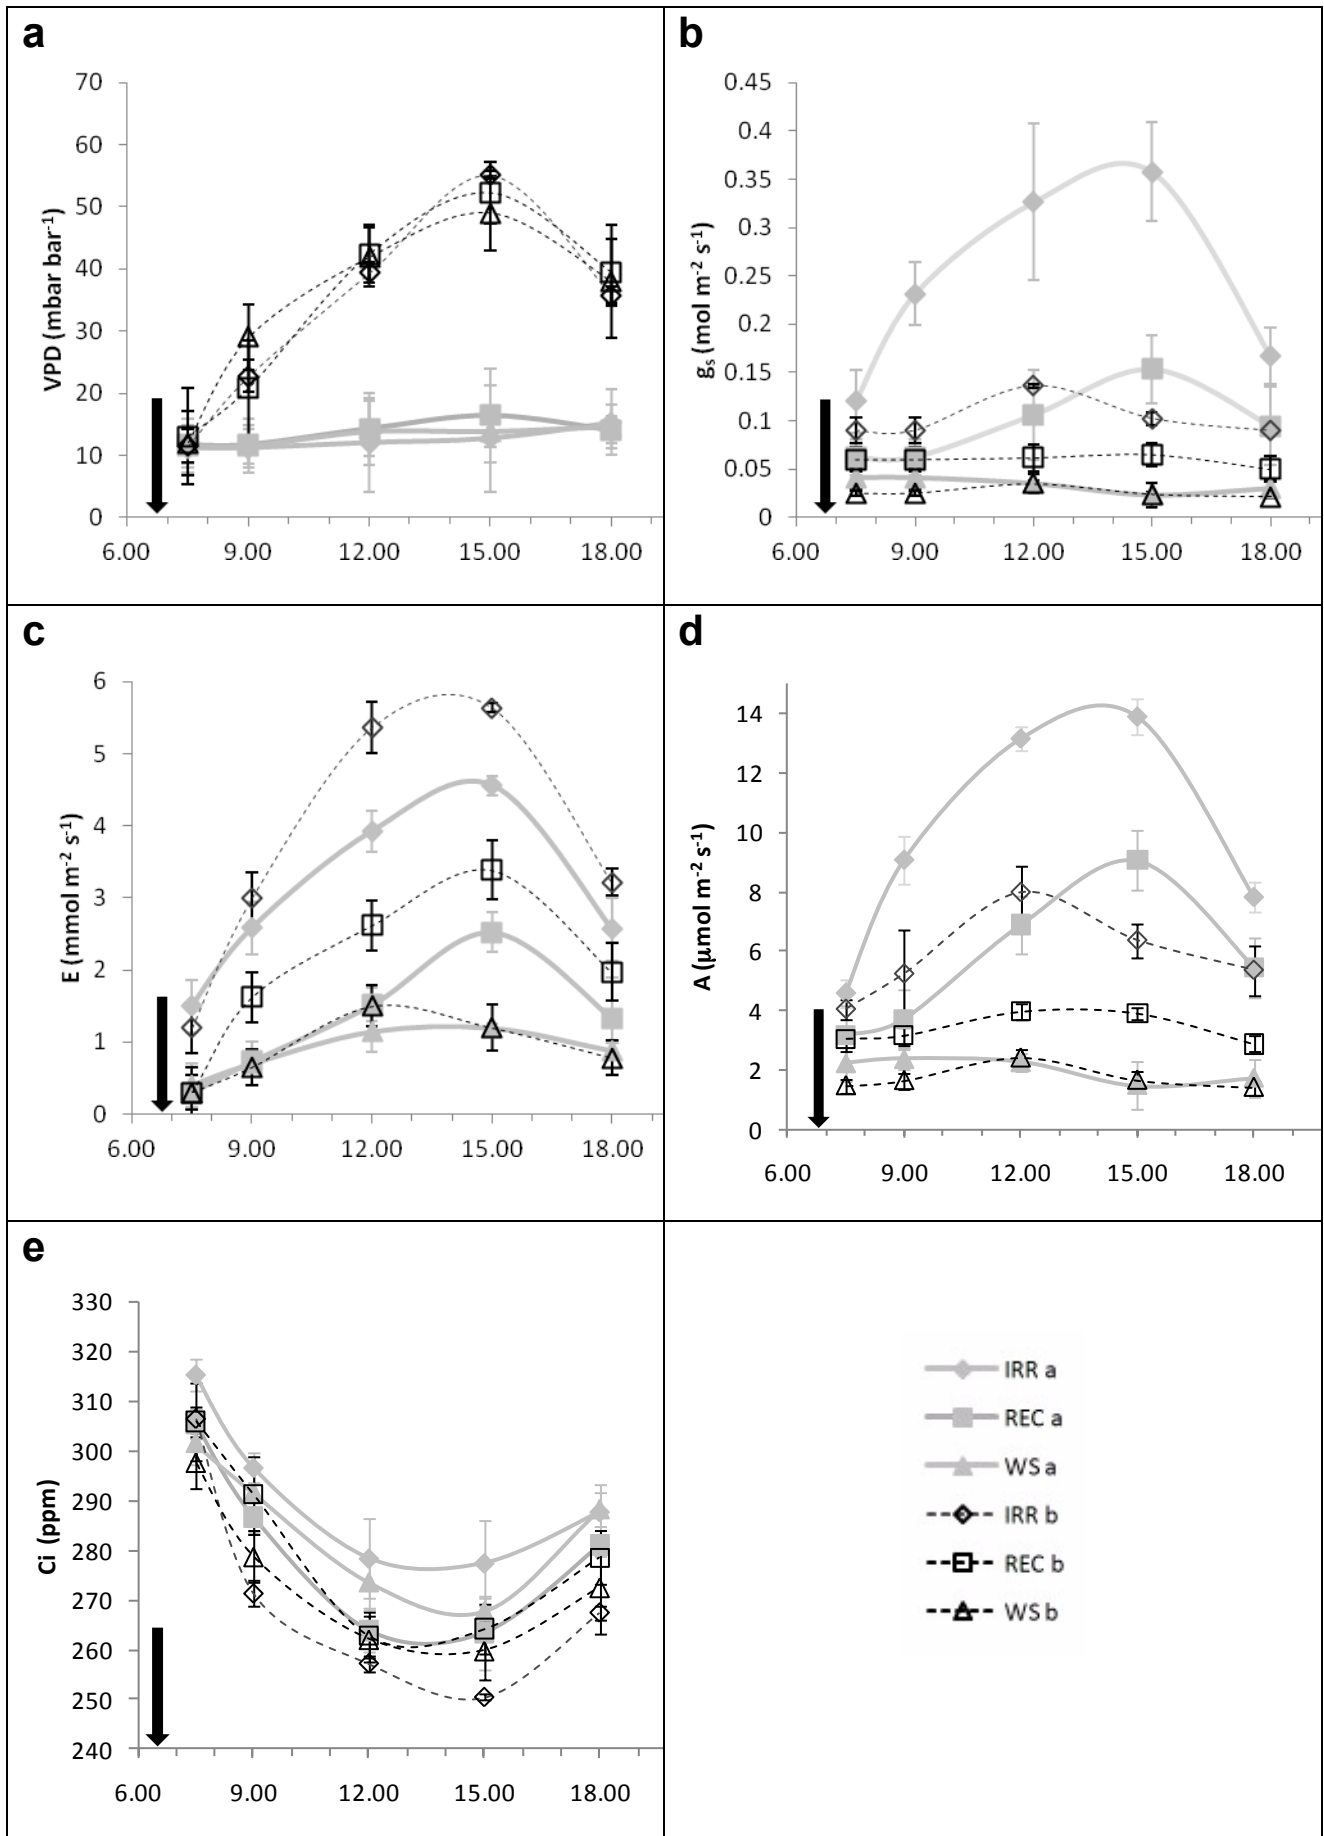 a
70
60
50
40
30
20
10
0
VPD (mbar bar-1)
6.00 9.00 12.00 15.00 18.00
b
0.45
0.4
0.35
0.3
0.25
0.2
0.15
0.1
0.05
0
gs (mol m-2 s-1)
6.00 9.00 12.00 15.00 18.00
c
6
5
4
3
2
1
0
E (mmol m-2 s-1)
6.00 9.00 12.00 15.00 18.00
d
14
12
10
8
6
4
2
0
A (μmol m-2 s-1)
6.00 9.00 12.00 15.00 18.00
e
330
320
310
300
290
280
270
260
250
240
Ci (ppm)
6.00 9.00 12.00 15.00 18.00
IRR a
REC a
WS a
IRR b
REC b
WS b